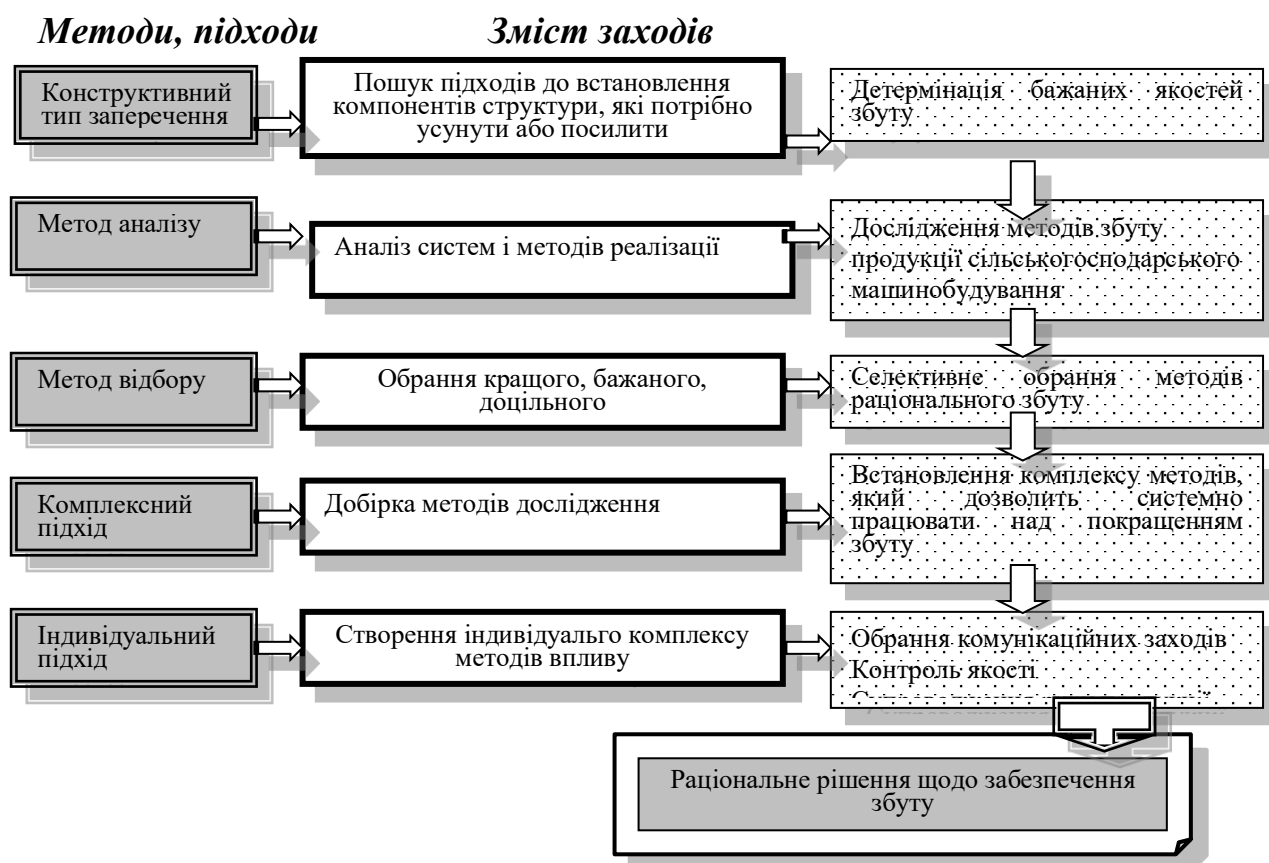 Методи, підходи
Зміст заходів
Конструктивний
тип заперечення
Пошук підходів до встановлення
компонентів структури, які потрібно
усунути або посилити
Детермінація бажаних якостей
збуту
Метод аналізу
Аналіз систем і методів реалізації
Дослідження методів збуту
продукції сільськогосподарського
машинобудування
Метод відбору
Обрання кращого, бажаного,
доцільного
Селективне обрання методів
раціонального збуту
Комплексний
підхід
Добірка методів дослідження
Встановлення комплексу методів,
який дозволить системно
працювати над покращенням
збуту
Індивідуальний
підхід
Створення індивідуальго комплексу
методів впливу
Обрання комунікаційних заходів
Контроль якості
Раціональне рішення щодо забезпечення
збуту